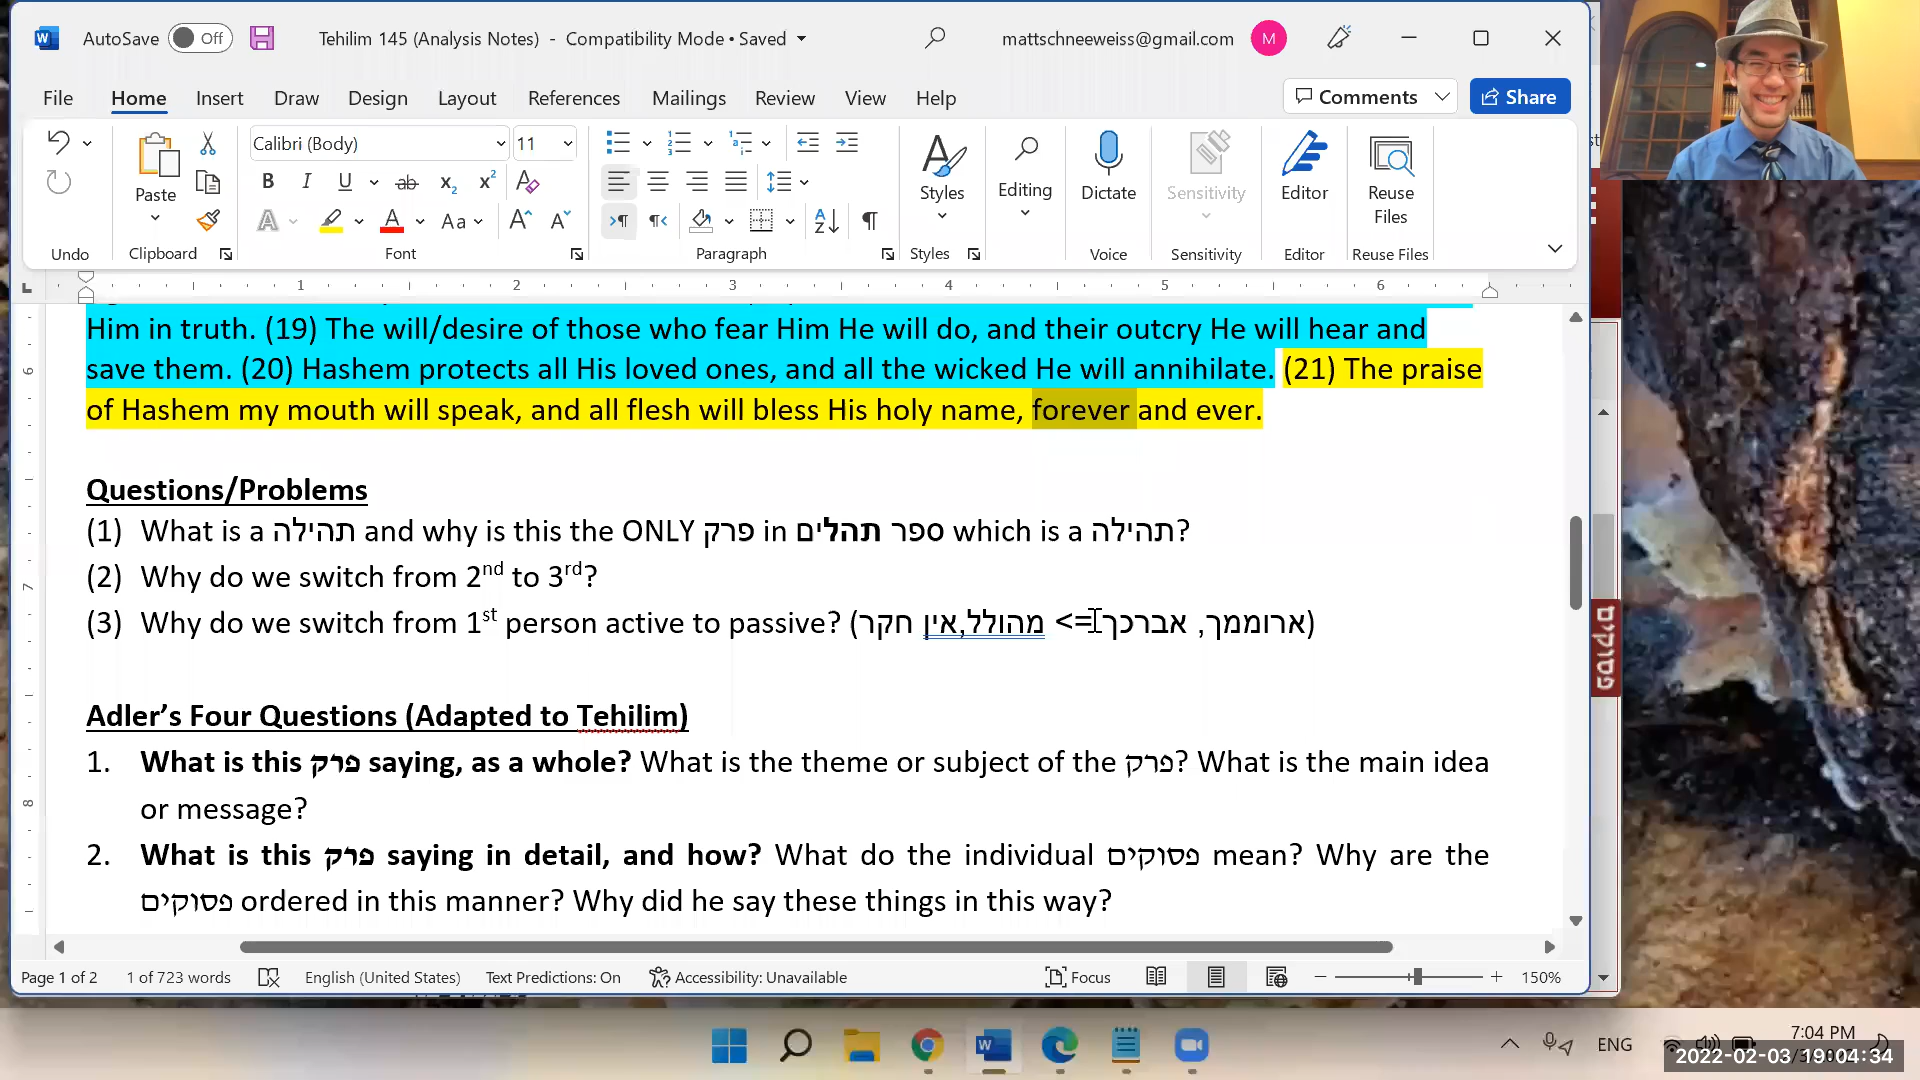 AutoSave Off Tehilim 145 (Analysis Notes) - Compatibility Mode • Saved mattschneeweiss@gmail.com M
File Home Insert Draw Design Layout References Mailings Review View Help Comments Share
Calibri (Body) 11
Paste Styles Editing Dictate Sensitivity Editor Reuse Files
Undo Clipboard Font Paragraph Styles Voice Sensitivity Editor Reuse Files
1 2 3 4 5 6
Him in truth. (19) The will/desire of those who fear Him He will do, and their outcry He will hear and
save them. (20) Hashem protects all His loved ones, and all the wicked He will annihilate. (21) The praise
of Hashem my mouth will speak, and all flesh will bless His holy name, forever and ever.
Questions/Problems
(1) What is a תהילה and why is this the ONLY פרק in ספר תהלים which is a תהילה?
(2) Why do we switch from 2nd to 3rd?
(3) Why do we switch from 1st person active to passive? (ארוממך, אברכך => מהולל, אין חקר)
Adler's Four Questions (Adapted to Tehilim)
1. What is this פרק saying, as a whole? What is the theme or subject of the פרק? What is the main idea
or message?
2. What is this פרק saying in detail, and how? What do the individual פסוקים mean? Why are the
פסוקים ordered in this manner? Why did he say these things in this way?
6
7
8
פסוקים
Page 1 of 2 1 of 723 words English (United States) Text Predictions: On Accessibility: Unavailable Focus 150%
ENG 7:04 PM
2022-02-03 19:04:34